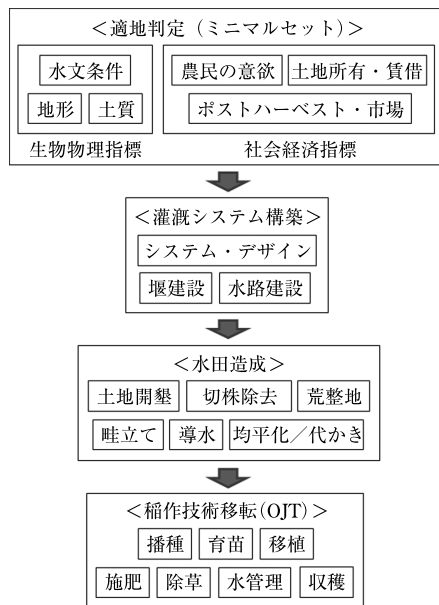 <適地判定（ミニマルセット）>
水文条件 農民の意欲 土地所有・賃借
地形 土質 ポストハーベスト・市場
生物物理指標 社会経済指標
<灌漑システム構築>
システム・デザイン
堰建設 水路建設
<水田造成>
土地開墾 切株除去 荒整地
畦立て 導水 均平化／代かき
<稲作技術移転(OJT)>
播種 育苗 移植
施肥 除草 水管理 収穫